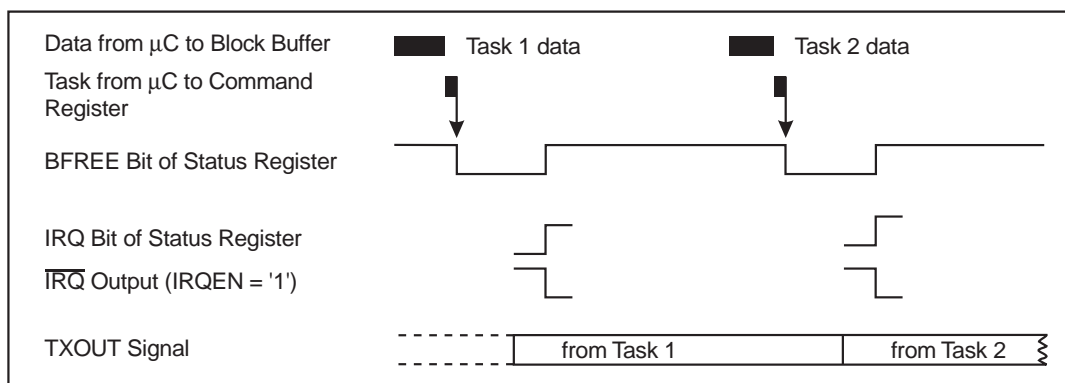 Data from μC to Block Buffer
Task 1 data
Task 2 data
Task from μC to Command
Register
BFREE Bit of Status Register
IRQ Bit of Status Register
IRQ Output (IRQEN = '1')
TXOUT Signal
from Task 1
from Task 2